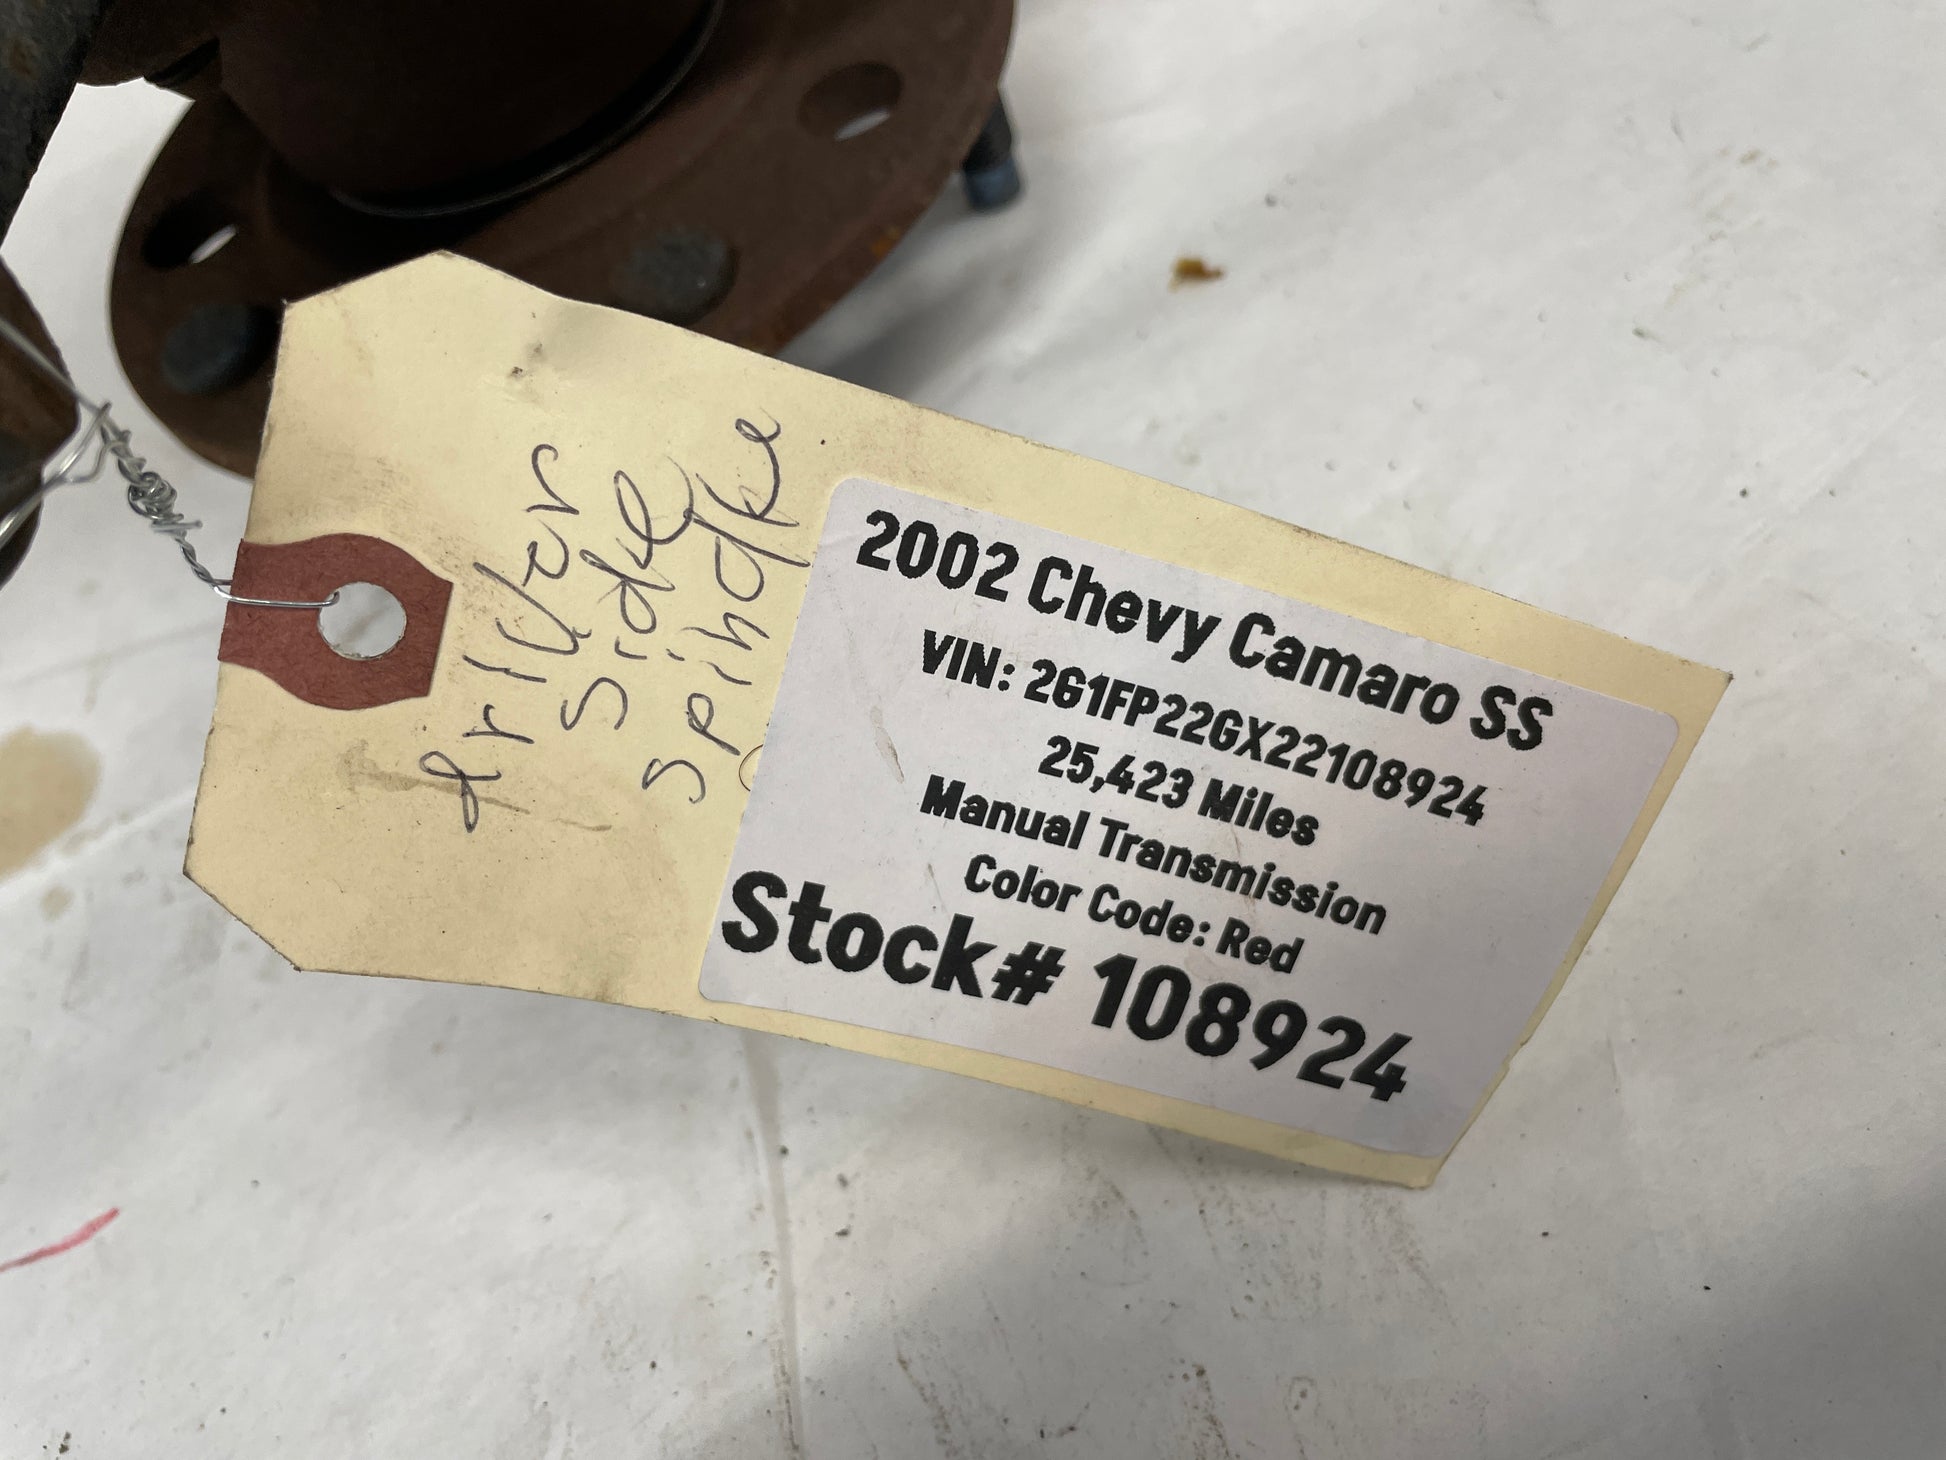 driver
side
spindle
2002 Chevy Camaro SS
VIN: 2G1FP22GX22108924
25,423 Miles
Manual Transmission
Color Code: Red
Stock# 108924